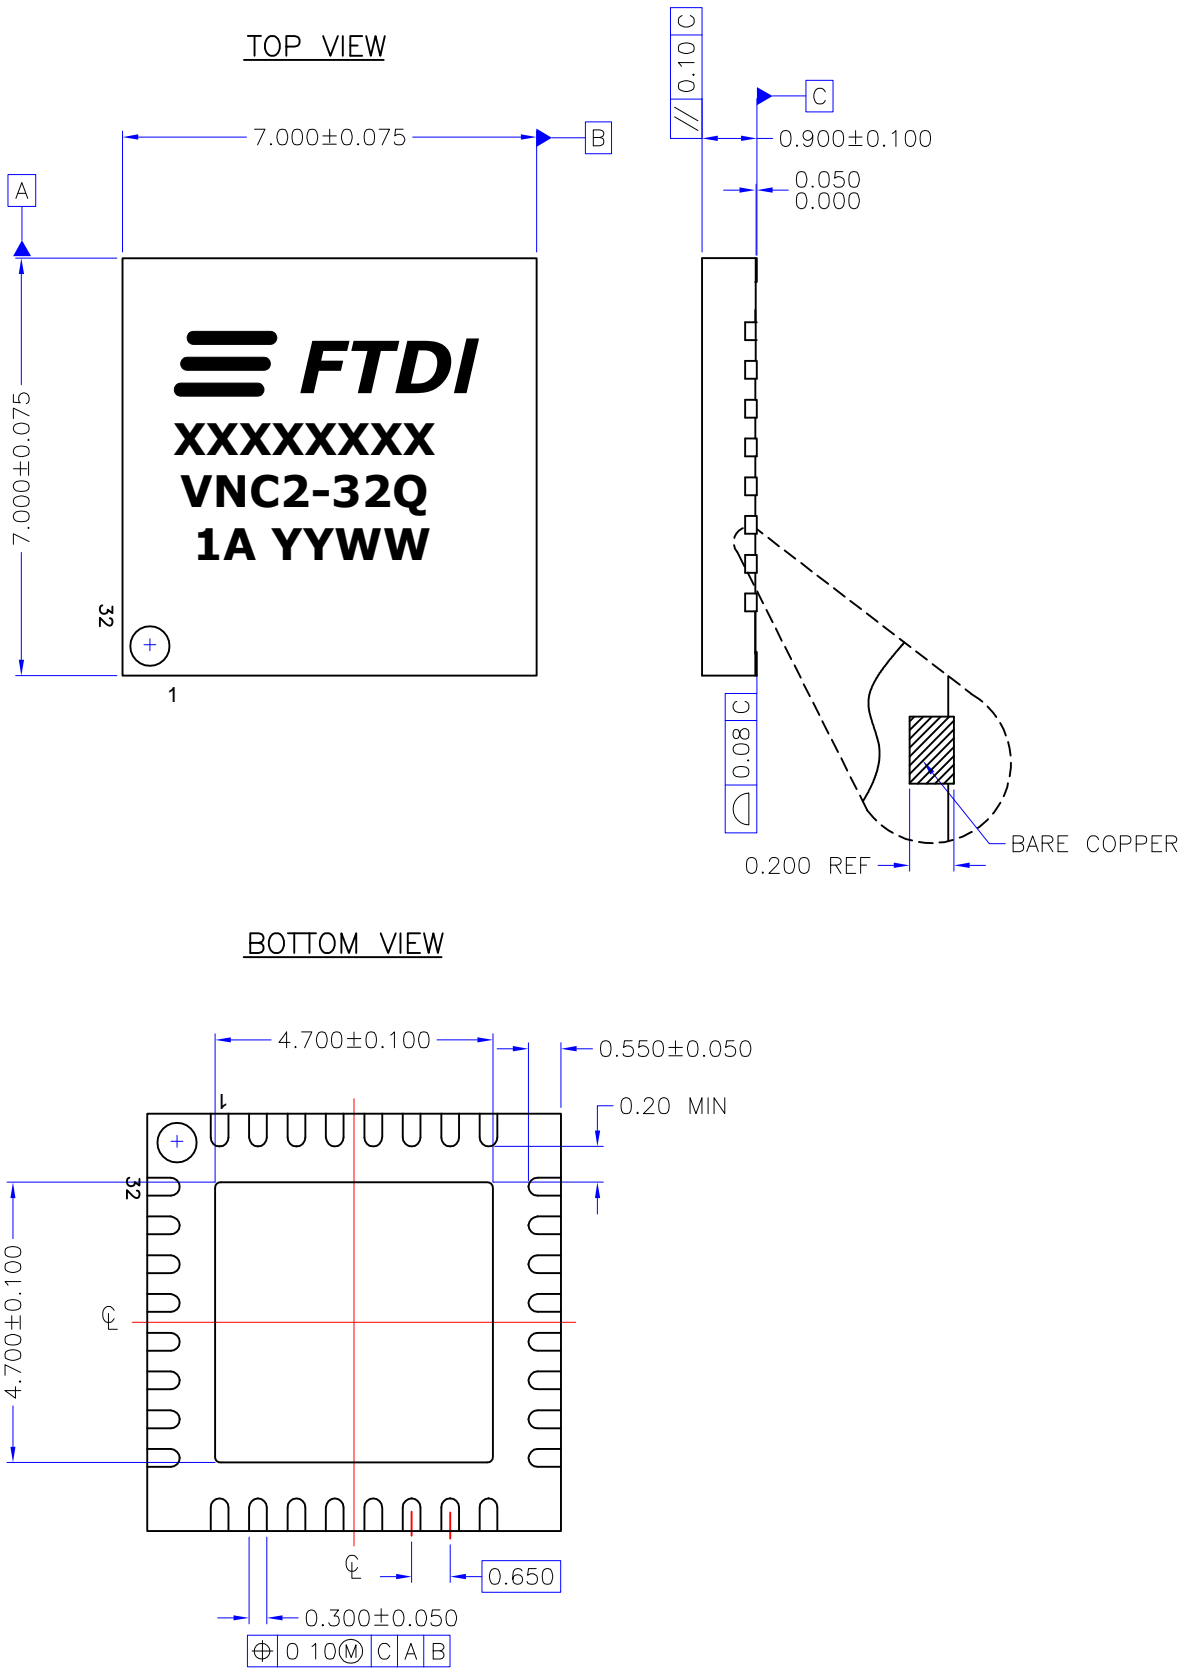 TOP VIEW
// 0.10 C
C
7.000±0.075
B
0.900±0.100
A
0.050
0.000
7.000±0.075
FTDI
XXXXXXXX
VNC2-32Q
1A YYWW
32
1
0.08 C
BARE COPPER
0.200 REF
BOTTOM VIEW
4.700±0.100
0.550±0.050
1
0.20 MIN
32
4.700±0.100
℄
℄
0.650
0.300±0.050
⌖ 0 10Ⓜ C A B